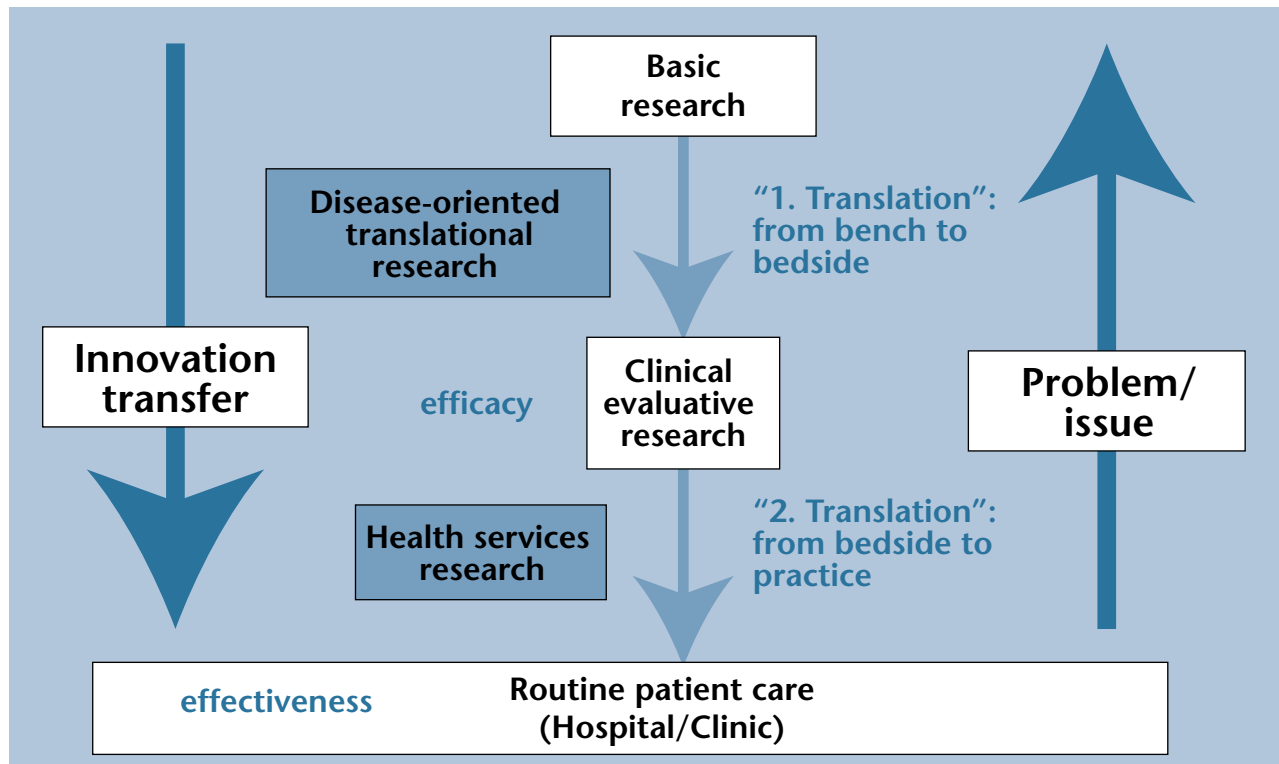 Basic
research
Disease-oriented
translational
research
“1. Translation”:
from bench to
bedside
Innovation
transfer
efficacy
Clinical
evaluative
research
Problem/
issue
Health services
research
“2. Translation”:
from bedside to
practice
effectiveness
Routine patient care
(Hospital/Clinic)